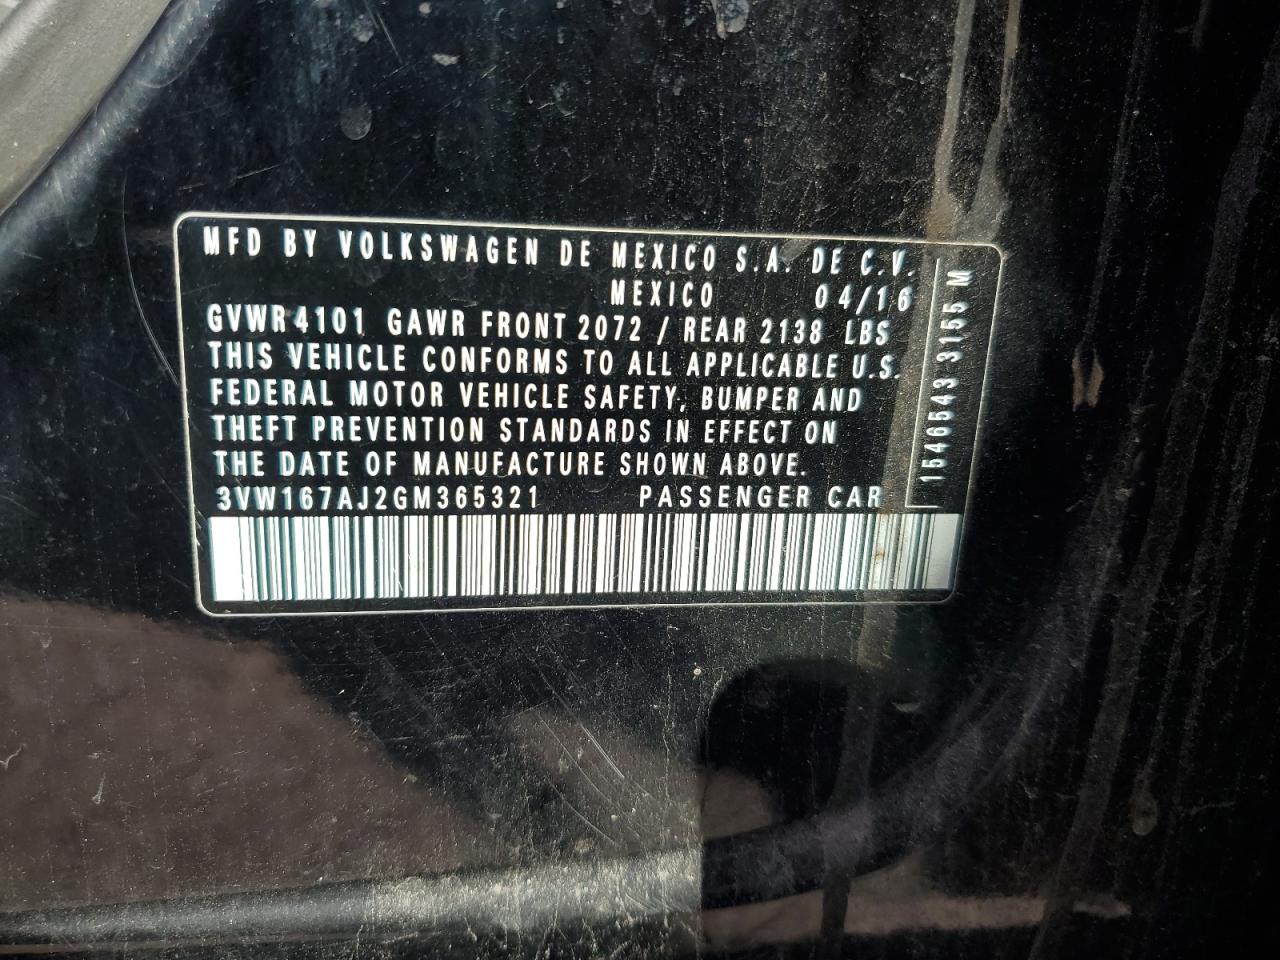 MFD BY VOLKSWAGEN DE MEXICO S.A. DE C.V.
MEXICO 04/16
GVWR 4101 GAWR FRONT 2072 / REAR 2138 LBS
THIS VEHICLE CONFORMS TO ALL APPLICABLE U.S.
FEDERAL MOTOR VEHICLE SAFETY, BUMPER AND
THEFT PREVENTION STANDARDS IN EFFECT ON
THE DATE OF MANUFACTURE SHOWN ABOVE.
3VW167AJ2GM365321 PASSENGER CAR
1546543 3155 M